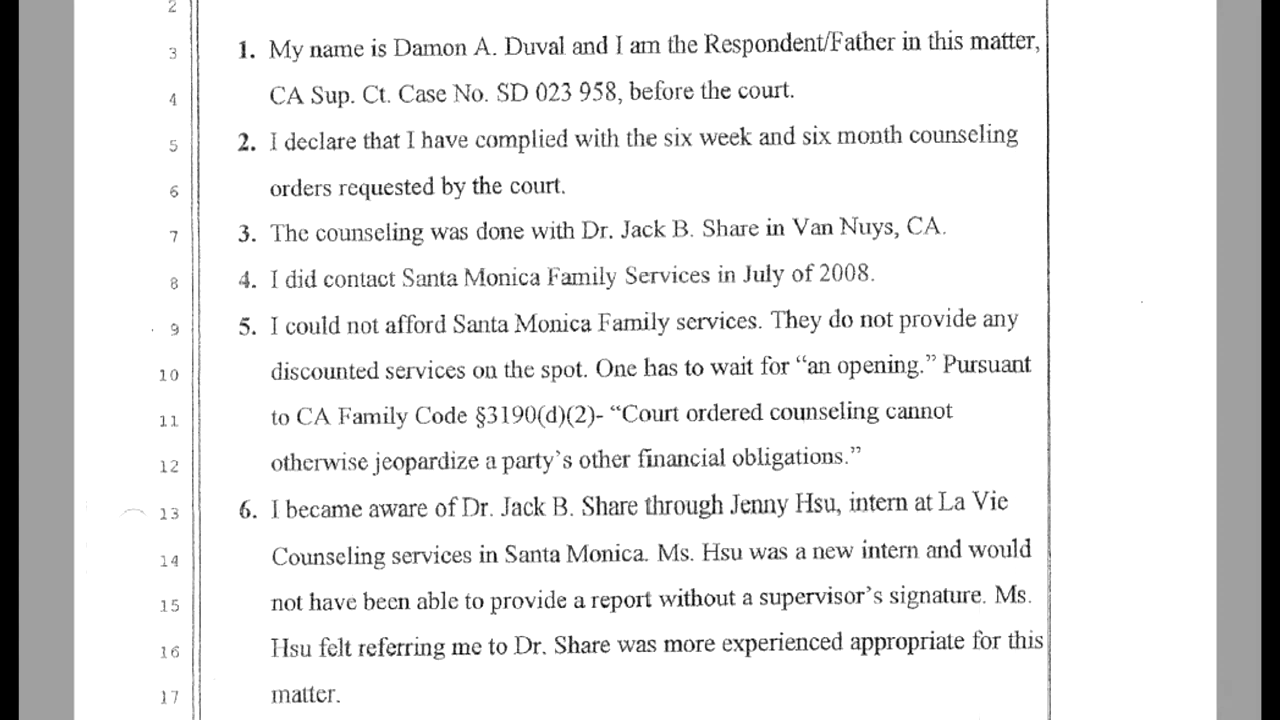 2
3 1. My name is Damon A. Duval and I am the Respondent/Father in this matter,
4 CA Sup. Ct. Case No. SD 023 958, before the court.
5 2. I declare that I have complied with the six week and six month counseling
6 orders requested by the court.
7 3. The counseling was done with Dr. Jack B. Share in Van Nuys, CA.
8 4. I did contact Santa Monica Family Services in July of 2008.
9 5. I could not afford Santa Monica Family services. They do not provide any
10 discounted services on the spot. One has to wait for “an opening.” Pursuant
11 to CA Family Code §3190(d)(2)- “Court ordered counseling cannot
12 otherwise jeopardize a party’s other financial obligations.”
13 6. I became aware of Dr. Jack B. Share through Jenny Hsu, intern at La Vie
14 Counseling services in Santa Monica. Ms. Hsu was a new intern and would
15 not have been able to provide a report without a supervisor’s signature. Ms.
16 Hsu felt referring me to Dr. Share was more experienced appropriate for this
17 matter.